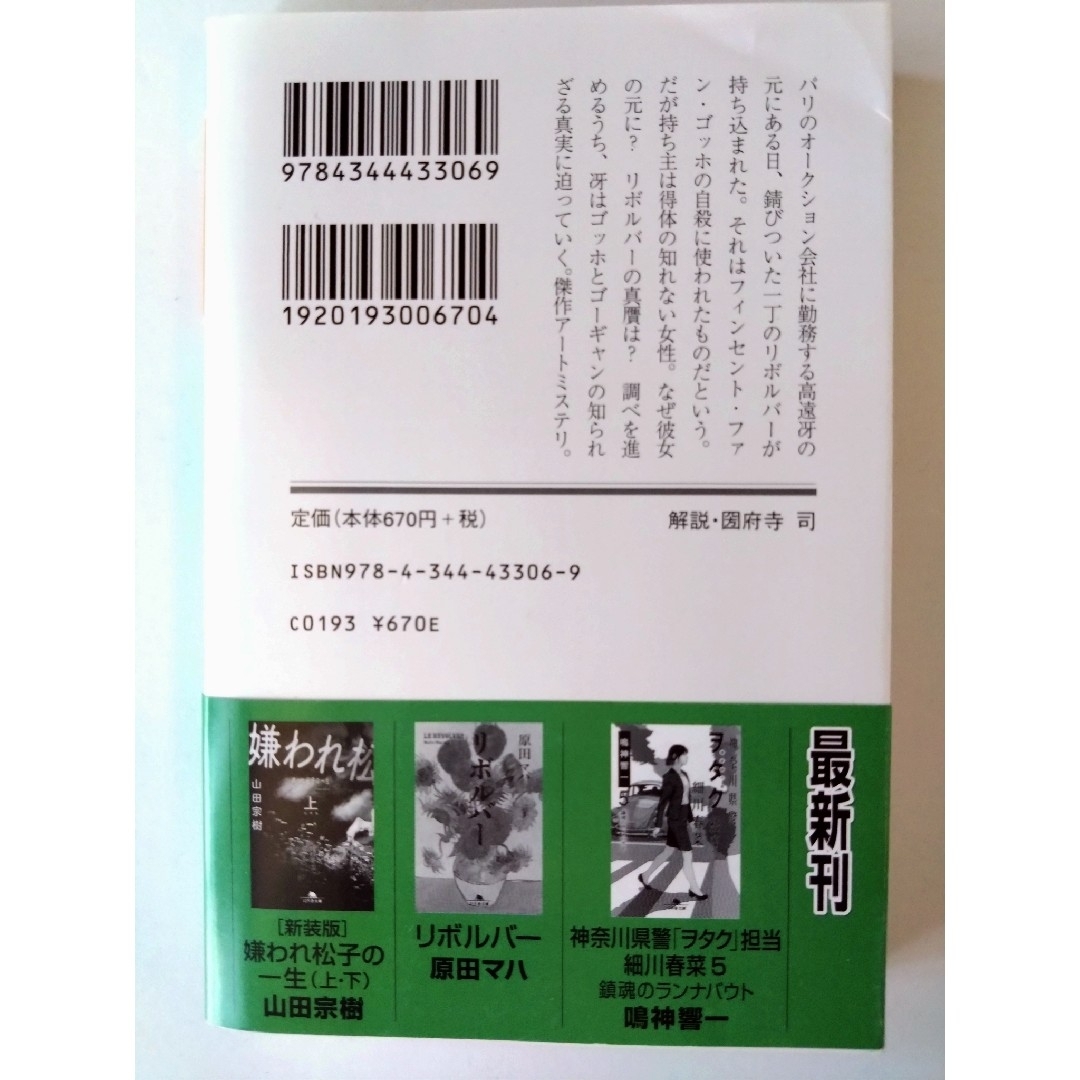 パリのオークション会社に勤務する高遠冴の
元にある日、錆びついた一丁のリボルバーが
持ち込まれた。それはフィンセント・ファ
ン・ゴッホの自殺に使われたものだという。
だが持ち主は得体の知れない女性。なぜ彼女
の元に？　リボルバーの真贋は？　調べを進
めるうち、冴はゴッホとゴーギャンの知られ
ざる真実に迫っていく。傑作アートミステリ。
9784344433069
1920193006704
定価（本体670円＋税）
解説・圀府寺 司
ISBN978-4-344-43306-9
C0193 ¥670E
最新刊
ヲタク
鳴神響一
神奈川県警「ヲタク」担当
細川春菜5
鎮魂のランナバウト
鳴神響一
リボルバー
原田マハ
リボルバー
原田マハ
嫌われ松
上
山田宗樹
［新装版］
嫌われ松子の
一生（上・下）
山田宗樹